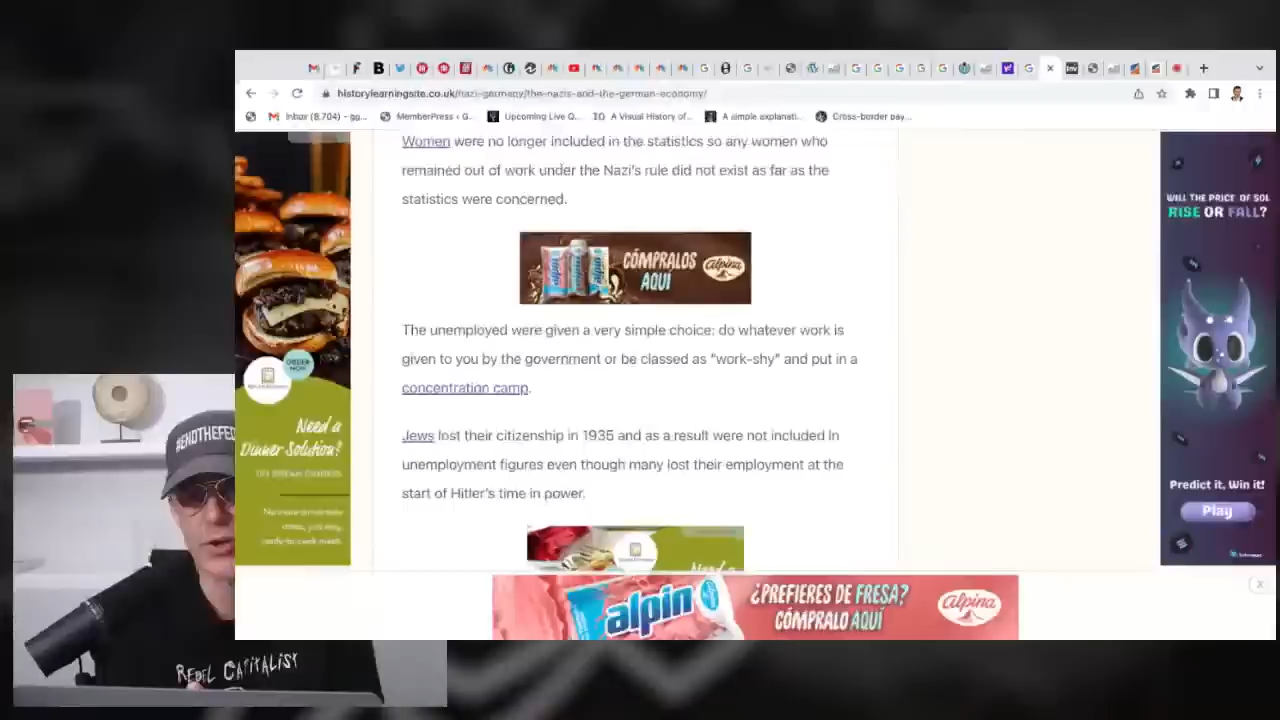 historylearningsite.co.uk/nazi-germany/the-nazis-and-the-german-economy/
Inbox (8,704) - gg...
MemberPress ‹ G...
Upcoming Live Q...
IQ
A Visual History of...
A simple explanati...
Cross-border pay...
Women were no longer included in the statistics so any women who
remained out of work under the Nazi's rule did not exist as far as the
statistics were concerned.
CÓMPRALOS
AQUÍ
Alpina
alpin
The unemployed were given a very simple choice: do whatever work is
given to you by the government or be classed as "work-shy" and put in a
concentration camp.
Jews lost their citizenship in 1935 and as a result were not included in
unemployment figures even though many lost their employment at the
start of Hitler's time in power.
ORDER
NOW
Need a
Dinner Solution?
WILL THE PRICE OF SOL
RISE OR FALL?
Predict it, Win it!
Play
Need a
alpin
¿PREFIERES DE FRESA?
CÓMPRALO AQUÍ
Alpina
X
#ENDTHEFED
REBEL CAPITALIST